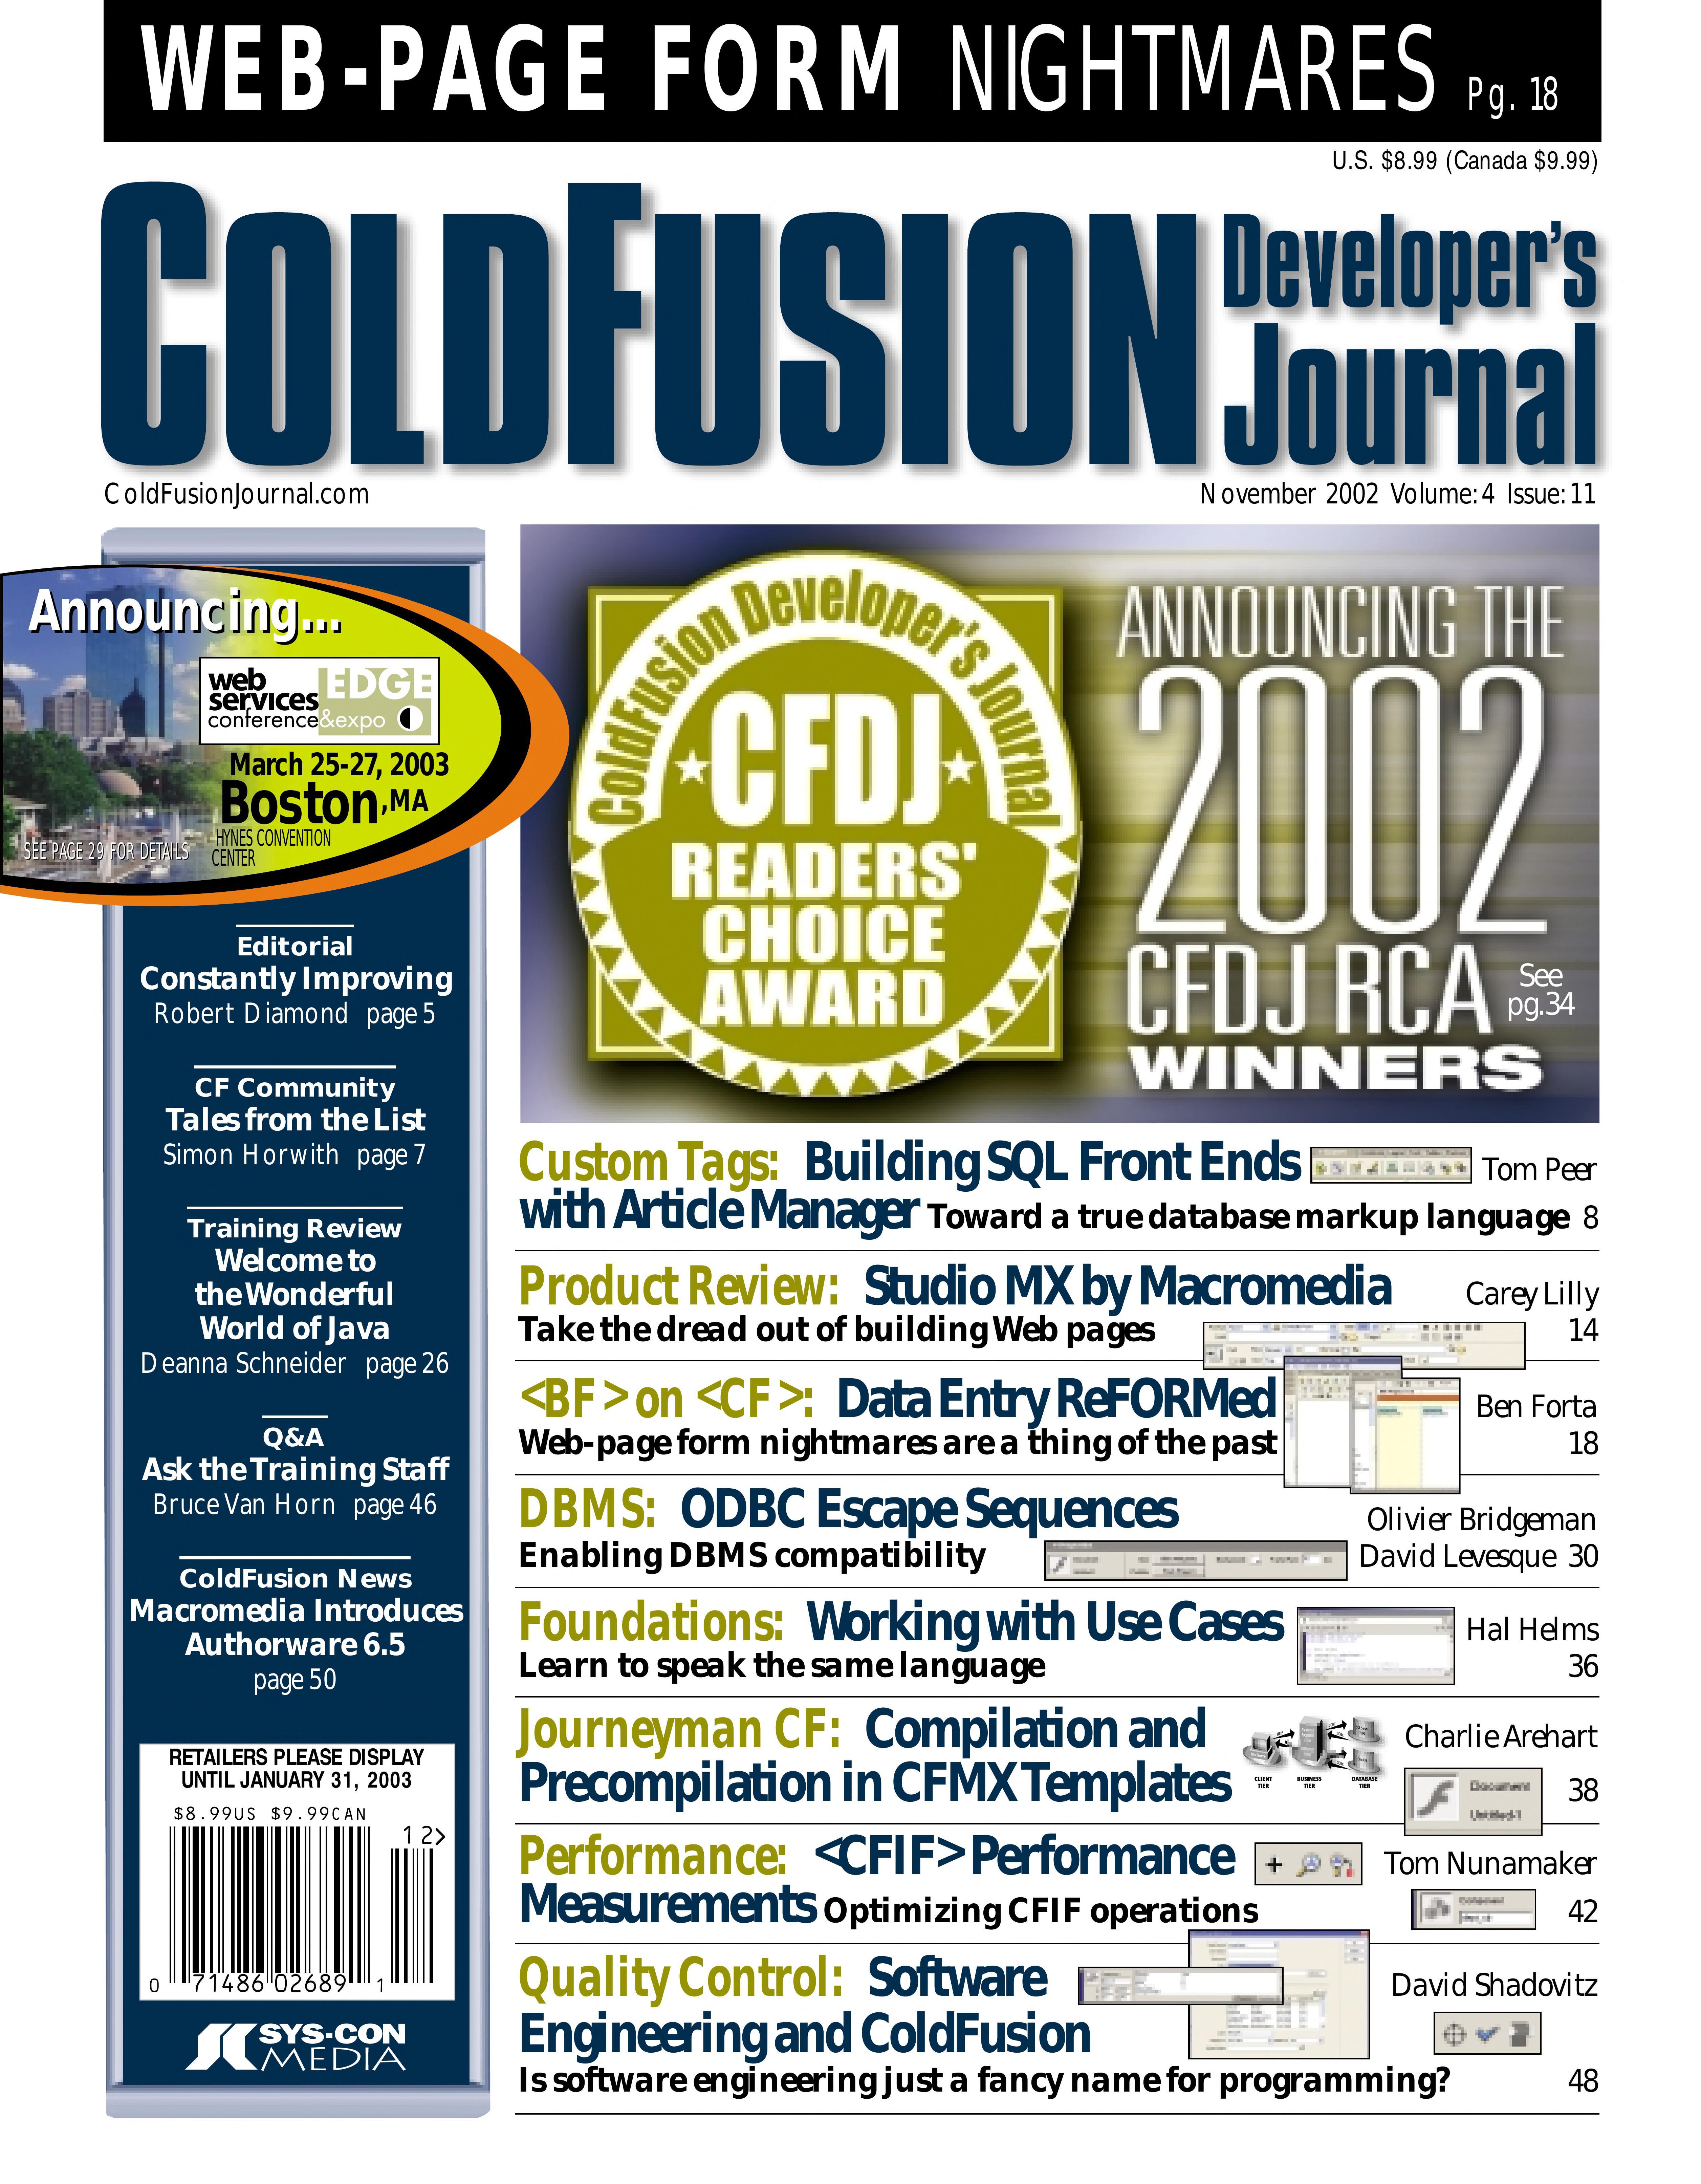 WEB-PAGE FORM NIGHTMARES Pg. 18
U.S. $8.99 (Canada $9.99)
COLDFUSION Developer's
Journal
ColdFusionJournal.com
November 2002 Volume:4 Issue:11
Announcing...
web
services EDGE
conference&expo
March 25-27, 2003
Boston,MA
HYNES CONVENTION
CENTER
SEE PAGE 29 FOR DETAILS
Editorial
Constantly Improving
Robert Diamond page 5
CF Community
Tales from the List
Simon Horwith page 7
Training Review
Welcome to
the Wonderful
World of Java
Deanna Schneider page 26
Q&A
Ask the Training Staff
Bruce Van Horn page 46
ColdFusion News
Macromedia Introduces
Authorware 6.5
page 50
RETAILERS PLEASE DISPLAY
UNTIL JANUARY 31, 2003
$8.99US $9.99CAN
12>
0 71486 02689 1
SYS-CON
MEDIA
ColdFusion Developer's Journal
CFDJ
READERS'
CHOICE
AWARD
ANNOUNCING THE
2002
CFDJ RCA
WINNERS
See
pg.34
Custom Tags: Building SQL Front Ends Tom Peer
with Article Manager Toward a true database markup language 8
Product Review: Studio MX by Macromedia Carey Lilly
Take the dread out of building Web pages 14
<BF> on <CF>: Data Entry ReFORMed Ben Forta
Web-page form nightmares are a thing of the past 18
DBMS: ODBC Escape Sequences Olivier Bridgeman
Enabling DBMS compatibility David Levesque 30
Foundations: Working with Use Cases Hal Helms
Learn to speak the same language 36
Journeyman CF: Compilation and Charlie Arehart
Precompilation in CFMX Templates 38
CLIENT
TIER
BUSINESS
TIER
DATABASE
TIER
Document
Untitled-1
Performance: <CFIF> Performance Tom Nunamaker
Measurements Optimizing CFIF operations 42
Quality Control: Software David Shadovitz
Engineering and ColdFusion
Is software engineering just a fancy name for programming? 48